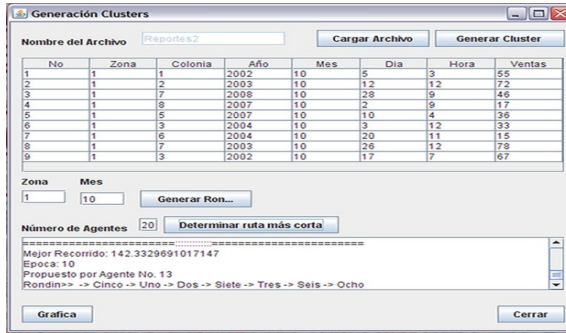 Generación Clusters
Nombre del Archivo Reportes2 Cargar Archivo Generar Cluster
No Zona Colonia Año Mes Dia Hora Ventas
1 1 1 2002 10 5 3 55
2 1 2 2003 10 12 12 72
3 1 7 2008 10 28 9 46
4 1 8 2007 10 2 9 17
5 1 5 2007 10 10 4 36
6 1 3 2004 10 3 12 33
7 1 6 2004 10 20 11 15
8 1 7 2003 10 26 12 78
9 1 3 2002 10 17 7 67
Zona Mes
1 10 Generar Ron...
Número de Agentes 20 Determinar ruta más corta
=======================::::::::::::=======================
Mejor Recorrido: 142.3329691017147
Epoca: 10
Propuesto por Agente No. 13
Rondin>> -> Cinco -> Uno -> Dos -> Siete -> Tres -> Seis -> Ocho
Grafica Cerrar